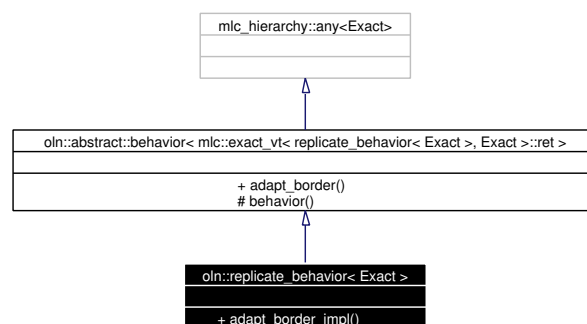 mlc_hierarchy::any<Exact>
oln::abstract::behavior< mlc::exact_vt< replicate_behavior< Exact >, Exact >::ret >
+ adapt_border()
# behavior()
oln::replicate_behavior< Exact >
+ adapt_border_impl()